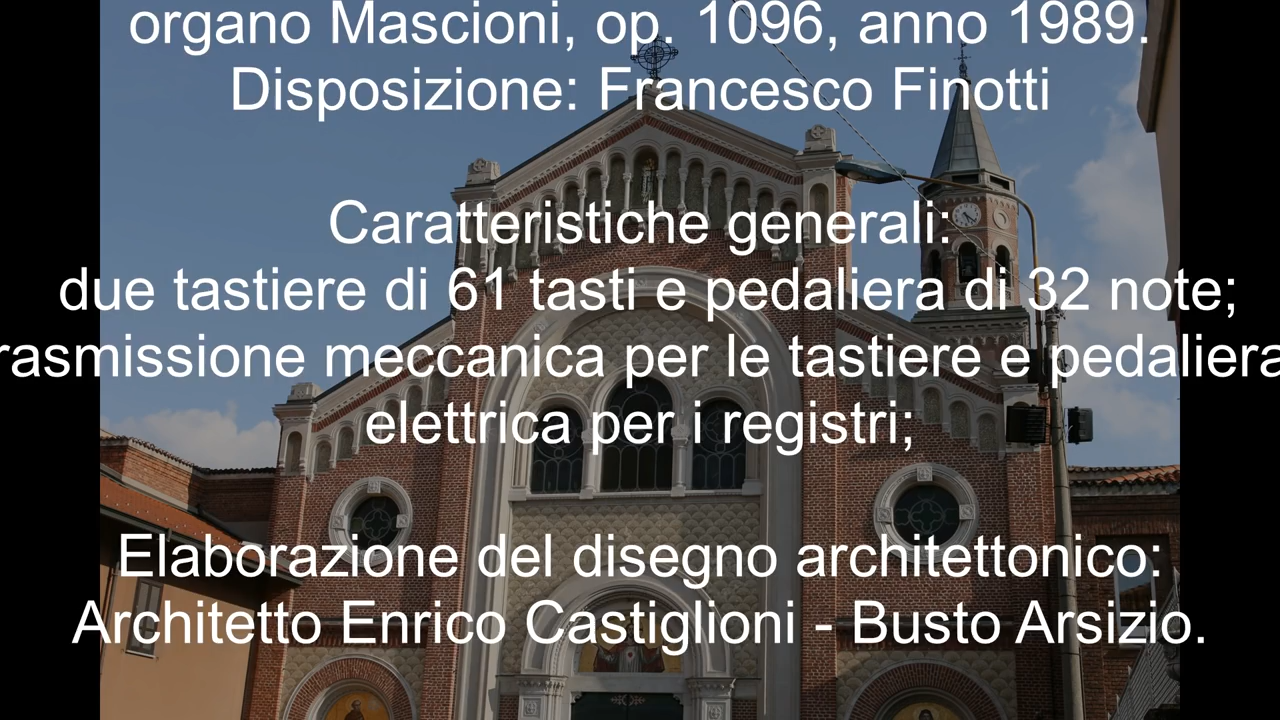 organo Mascioni, op. 1096, anno 1989.
Disposizione: Francesco Finotti
Caratteristiche generali:
due tastiere di 61 tasti e pedaliera di 32 note;
rasmissione meccanica per le tastiere e pedaliera
elettrica per i registri;
Elaborazione del disegno architettonico:
Architetto Enrico Castiglioni - Busto Arsizio.